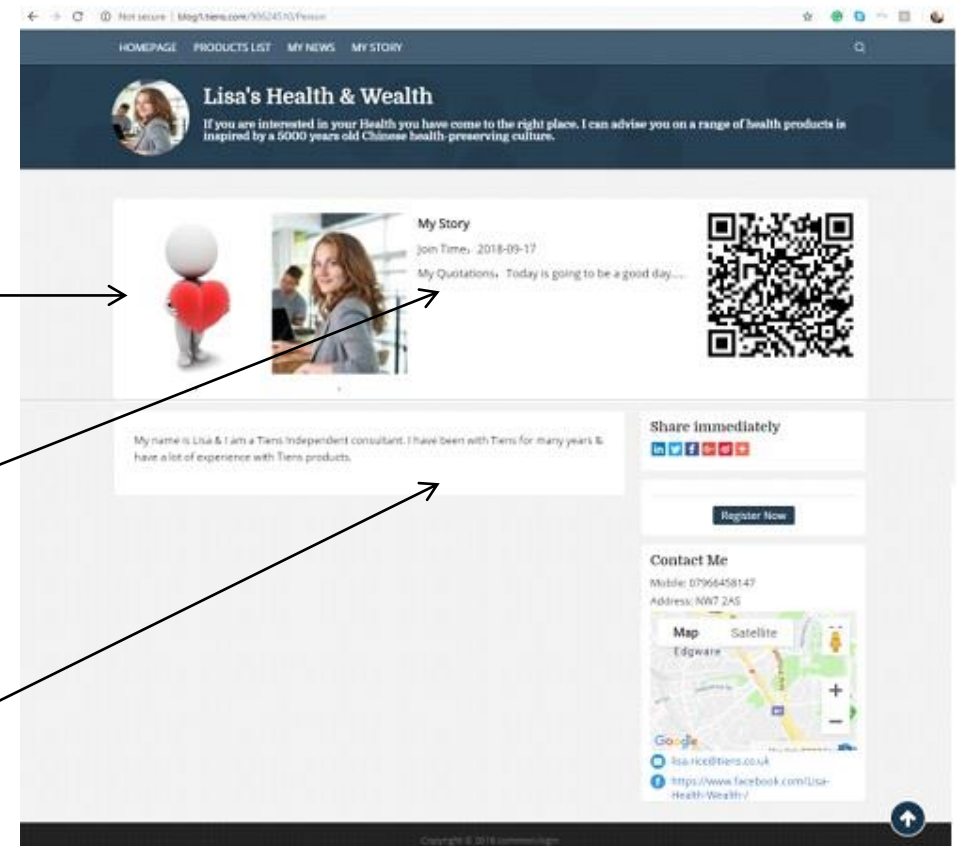 Not secure | blog1.tiens.com/90624510/Person
HOMEPAGE PRODUCTS LIST MY NEWS MY STORY
Lisa's Health & Wealth
If you are interested in your Health you have come to the right place. I can advise you on a range of health products is
inspired by a 5000 years old Chinese health-preserving culture.
My Story
Join Time：2018-09-17
My Quotations：Today is going to be a good day.....
My name is Lisa & I am a Tiens Independent consultant. I have been with Tiens for many years &
have a lot of experience with Tiens products.
Share immediately
Register Now
Contact Me
Mobile: 07966458147
Address: NW7 2AS
Map Satellite
Edgware
Google
lisa.rice@tiens.co.uk
https://www.facebook.com/Lisa-
Health-Wealth-/
Copyright © 2018